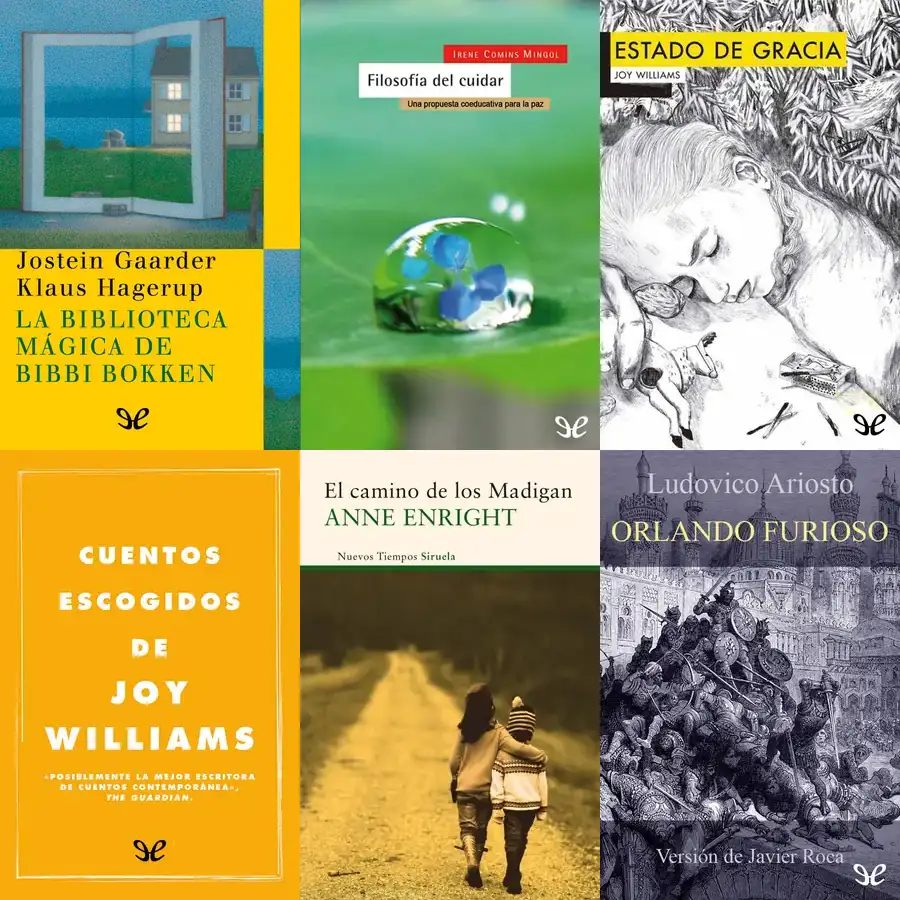 Jostein Gaarder
Klaus Hagerup
LA BIBLIOTECA
MÁGICA DE
BIBBI BOKKEN
IRENE COMINS MINGOL
Filosofía del cuidar
Una propuesta coeducativa para la paz
ESTADO DE GRACIA
JOY WILLIAMS
CUENTOS
ESCOGIDOS
DE
JOY
WILLIAMS
«POSIBLEMENTE LA MEJOR ESCRITORA
DE CUENTOS CONTEMPORÁNEA»,
THE GUARDIAN.
El camino de los Madigan
ANNE ENRIGHT
Nuevos Tiempos Siruela
Ludovico Ariosto
ORLANDO FURIOSO
Versión de Javier Roca